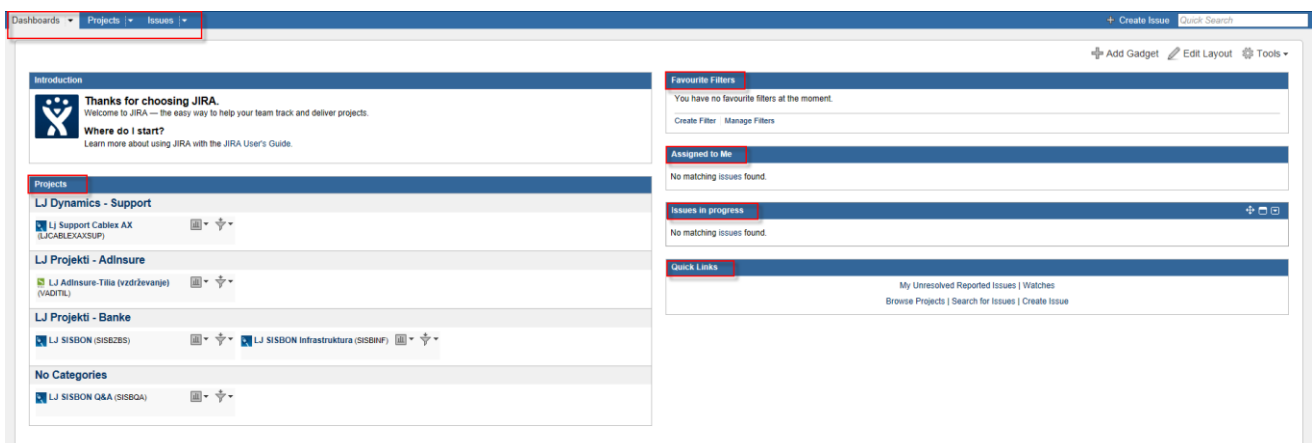 Dashboards Projects Issues
+ Create Issue Quick Search
Add Gadget Edit Layout Tools
Introduction
Thanks for choosing JIRA.
Welcome to JIRA — the easy way to help your team track and deliver projects.
Where do I start?
Learn more about using JIRA with the JIRA User's Guide.
Projects
LJ Dynamics - Support
Lj Support Cablex AX
(LJCABLEXAXSUP)
LJ Projekti - AdInsure
LJ AdInsure-Tilia (vzdrževanje)
(VADITIL)
LJ Projekti - Banke
LJ SISBON (SISBZBS) LJ SISBON Infrastruktura (SISBINF)
No Categories
LJ SISBON Q&A (SISBQA)
Favourite Filters
You have no favourite filters at the moment.
Create Filter Manage Filters
Assigned to Me
No matching issues found.
Issues in progress
No matching issues found.
Quick Links
My Unresolved Reported Issues | Watches
Browse Projects | Search for Issues | Create Issue